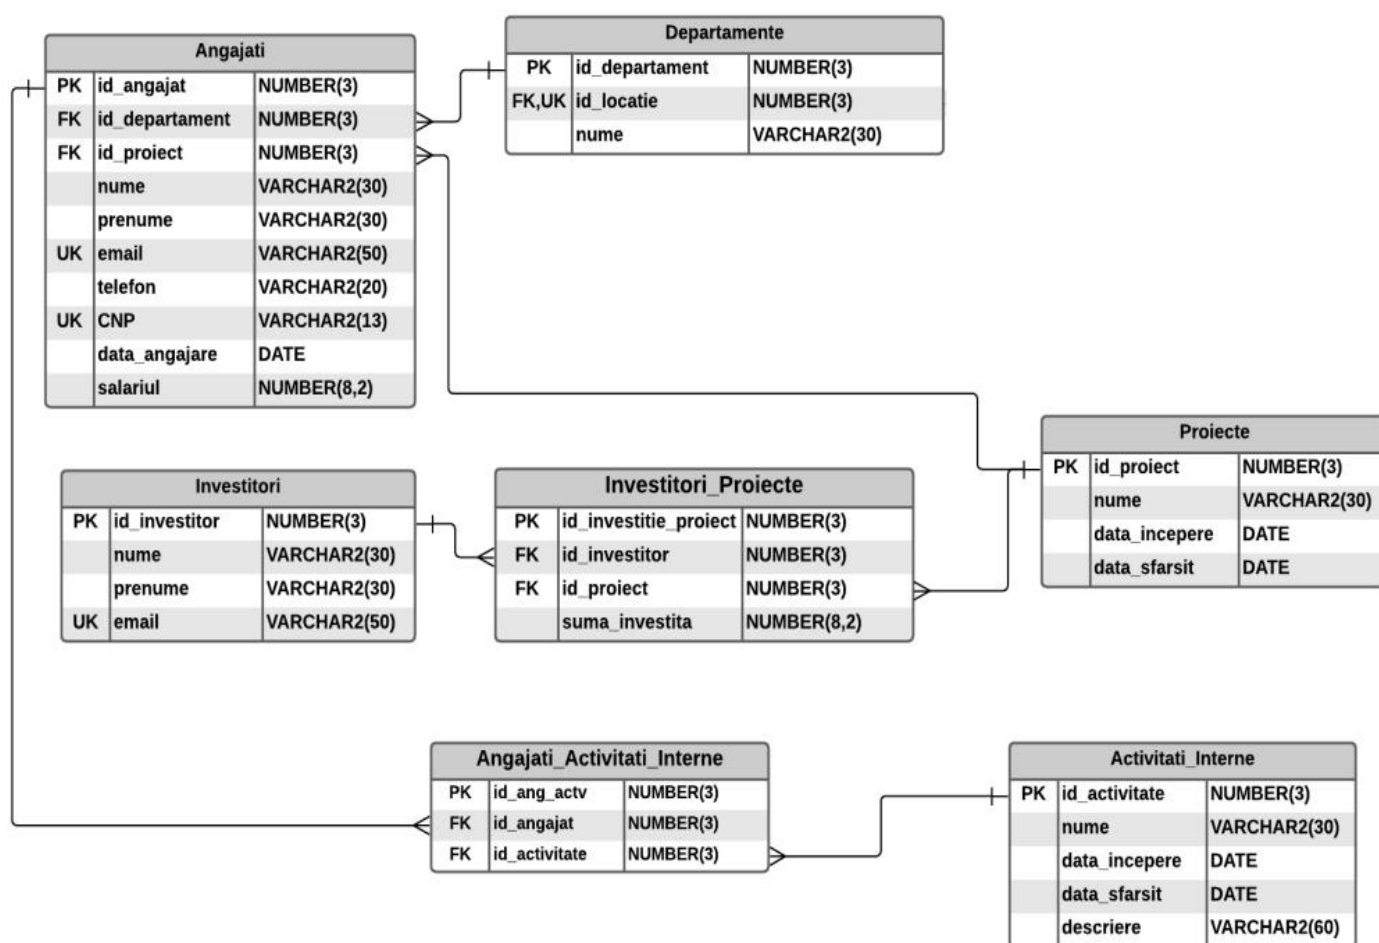 Angajati
PK id_angajat NUMBER(3)
FK id_departament NUMBER(3)
FK id_proiect NUMBER(3)
nume VARCHAR2(30)
prenume VARCHAR2(30)
UK email VARCHAR2(50)
telefon VARCHAR2(20)
UK CNP VARCHAR2(13)
data_angajare DATE
salariul NUMBER(8,2)
Departamente
PK id_departament NUMBER(3)
FK,UK id_locatie NUMBER(3)
nume VARCHAR2(30)
Proiecte
PK id_proiect NUMBER(3)
nume VARCHAR2(30)
data_incepere DATE
data_sfarsit DATE
Investitori
PK id_investitor NUMBER(3)
nume VARCHAR2(30)
prenume VARCHAR2(30)
UK email VARCHAR2(50)
Investitori_Proiecte
PK id_investitie_proiect NUMBER(3)
FK id_investitor NUMBER(3)
FK id_proiect NUMBER(3)
suma_investita NUMBER(8,2)
Angajati_Activitati_Interne
PK id_ang_actv NUMBER(3)
FK id_angajat NUMBER(3)
FK id_activitate NUMBER(3)
Activitati_Interne
PK id_activitate NUMBER(3)
nume VARCHAR2(30)
data_incepere DATE
data_sfarsit DATE
descriere VARCHAR2(60)